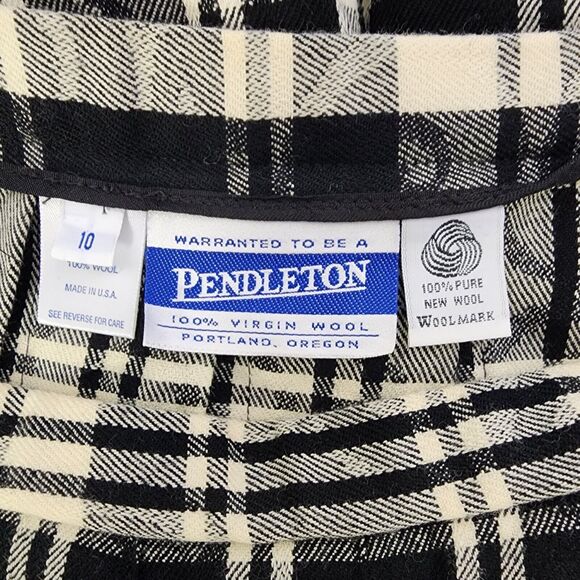 10
100% WOOL
MADE IN U.S.A.
SEE REVERSE FOR CARE
WARRANTED TO BE A
PENDLETON
100% VIRGIN WOOL
PORTLAND, OREGON
100% PURE
NEW WOOL
WOOLMARK